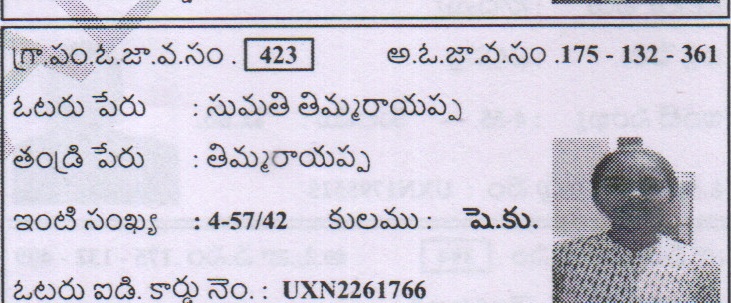 గ్రా.పం.ఓ.జా.వ.సం. 423 అ.ఓ.జా.వ.సం.175 - 132 - 361
ఓటరు పేరు : సుమతి తిమ్మరాయప్ప
తండ్రి పేరు : తిమ్మరాయప్ప
ఇంటి సంఖ్య : 4-57/42 కులము : షె.కు.
ఓటరు ఐడి. కార్డు నెం. : UXN2261766